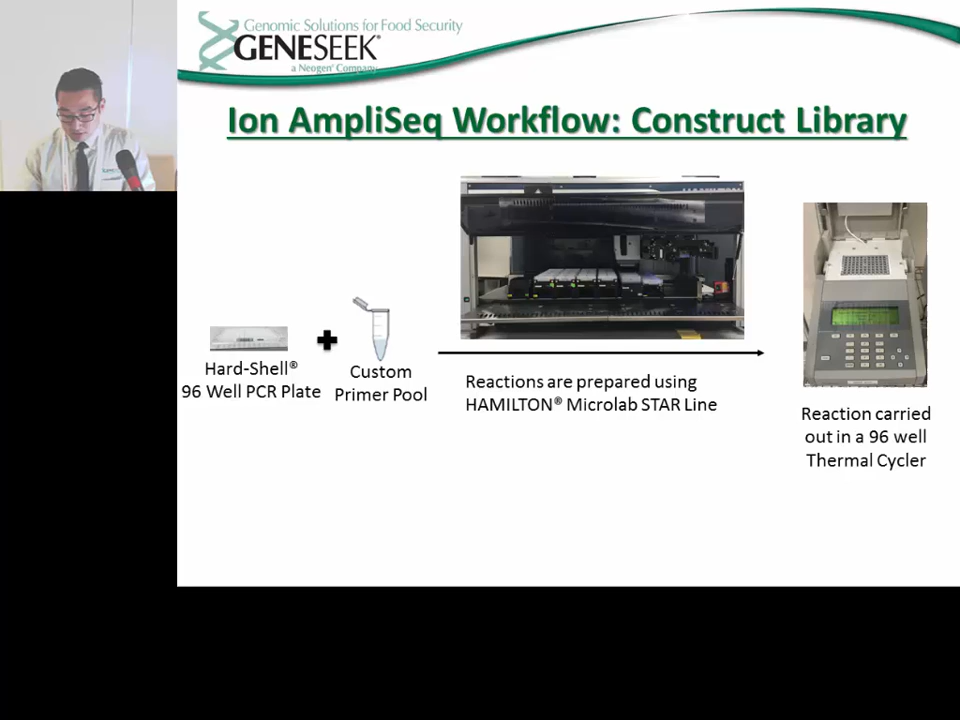 Genomic Solutions for Food Security
GENESEEK®
a Neogen® Company
Ion AmpliSeq Workflow: Construct Library
Hard-Shell®
96 Well PCR Plate
Custom
Primer Pool
Reactions are prepared using
HAMILTON® Microlab STAR Line
Reaction carried
out in a 96 well
Thermal Cycler